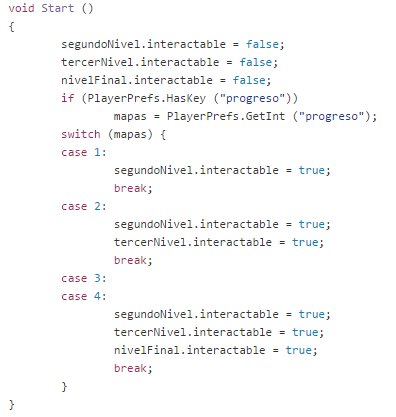 void Start ()
{
segundoNivel.interactable = false;
tercerNivel.interactable = false;
nivelFinal.interactable = false;
if (PlayerPrefs.HasKey ("progreso"))
mapas = PlayerPrefs.GetInt ("progreso");
switch (mapas) {
case 1:
segundoNivel.interactable = true;
break;
case 2:
segundoNivel.interactable = true;
tercerNivel.interactable = true;
break;
case 3:
case 4:
segundoNivel.interactable = true;
tercerNivel.interactable = true;
nivelFinal.interactable = true;
break;
}
}